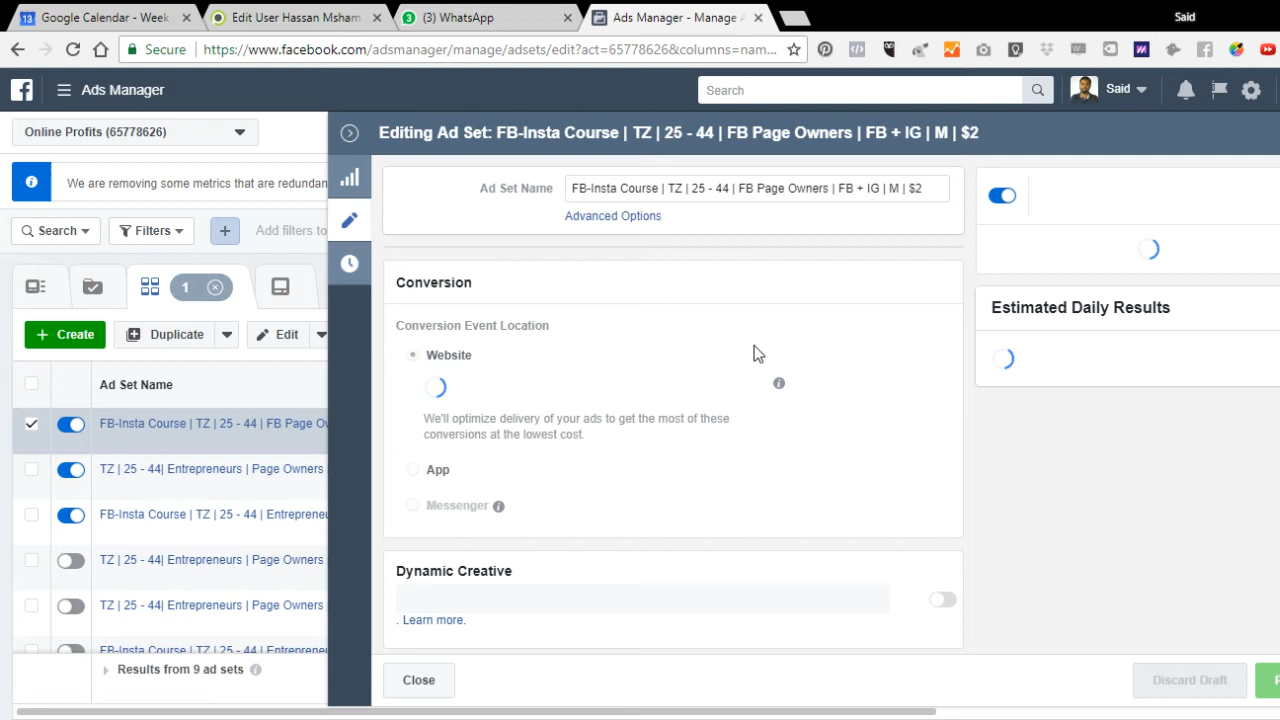 Google Calendar - Week
Edit User Hassan Msham
(3) WhatsApp
Ads Manager - Manage A
Said
Secure
https://www.facebook.com/adsmanager/manage/adsets/edit?act=65778626&columns=nam...
Ads Manager
Search
Said
Online Profits (65778626)
Editing Ad Set: FB-Insta Course | TZ | 25 - 44 | FB Page Owners | FB + IG | M | $2
We are removing some metrics that are redundan
Ad Set Name
FB-Insta Course | TZ | 25 - 44 | FB Page Owners | FB + IG | M | $2
Advanced Options
Search
Filters
+
Add filters to
1
Conversion
Conversion Event Location
Website
We'll optimize delivery of your ads to get the most of these
conversions at the lowest cost.
App
Messenger
Estimated Daily Results
+ Create
Duplicate
Edit
Ad Set Name
FB-Insta Course | TZ | 25 - 44 | FB Page Ow
TZ | 25 - 44| Entrepreneurs | Page Owners
FB-Insta Course | TZ | 25 - 44 | Entrepreneu
TZ | 25 - 44| Entrepreneurs | Page Owners
TZ | 25 - 44| Entrepreneurs | Page Owners
FB-Insta Course | TZ | 25 - 44 | Entrepreneu
Results from 9 ad sets
Dynamic Creative
. Learn more.
Close
Discard Draft